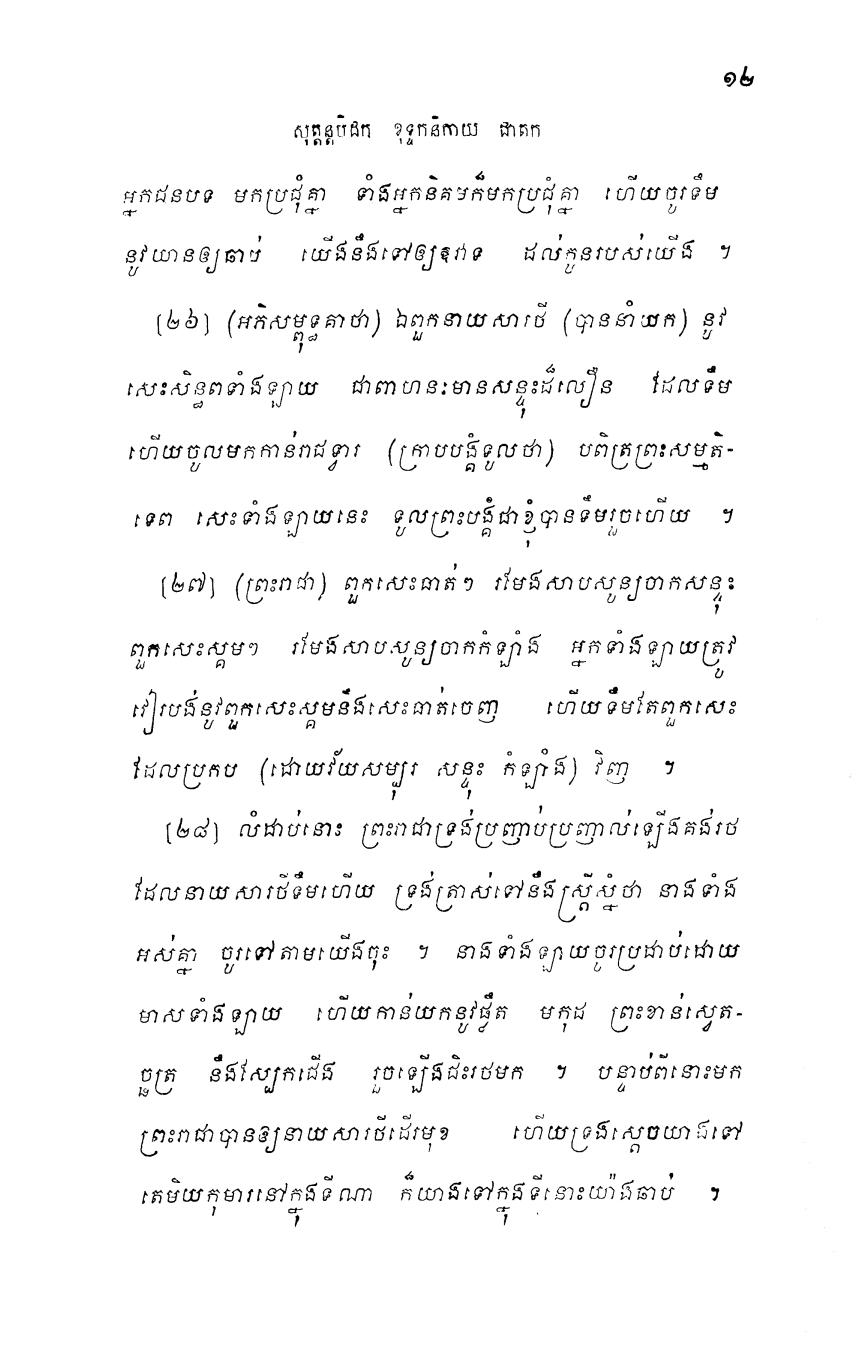 ១២
សុត្តន្តបិដក ខុទ្ទកនិកាយ ជាតក
អ្នកជនបទ មកប្រជុំគ្នា ទាំងអ្នកនិគមក៏មកប្រជុំគ្នា ហើយចូរទឹម
នូវយានឲ្យឆាប់ យើងនឹងទៅឲ្យឱវាទ ដល់កូនរបស់យើង ។
[២៦] (អភិសម្ពុទ្ធគាថា) ឯពួកនាយសារថី (បាននាំយក) នូវ
សេះសិន្ធពទាំងឡាយ ជាពាហនៈមានសន្ទុះដ៏លឿន ដែលទឹម
ហើយចូលមកកាន់រាជទ្វារ (ក្រាបបង្គំទូលថា) បពិត្រព្រះសម្មតិ-
ទេព សេះទាំងឡាយនេះ ទូលព្រះបង្គំជាខ្ញុំបានទឹមរួចហើយ ។
[២៧] (ព្រះរាជា) ពួកសេះធាត់ៗ រមែងសាបសូន្យចាកសន្ទុះ
ពួកសេះស្គមៗ រមែងសាបសូន្យចាកកំឡាំង អ្នកទាំងឡាយត្រូវ
វៀរបង់នូវពួកសេះស្គមនឹងសេះធាត់ចេញ ហើយទឹមតែពួកសេះ
ដែលប្រកប (ដោយវ័យសម្បុរ សន្ទុះ កំឡាំង) វិញ ។
[២៨] លំដាប់នោះ ព្រះរាជាទ្រង់ប្រញាប់ប្រញាល់ឡើងគង់រថ
ដែលនាយសារថីទឹមហើយ ទ្រង់ត្រាស់ទៅនឹងស្ត្រីស្នំថា នាងទាំង
អស់គ្នា ចូរទៅតាមយើងចុះ ។ នាងទាំងឡាយចូរប្រដាប់ដោយ
មាសទាំងឡាយ ហើយកាន់យកនូវផ្លឹត មកុដ ព្រះខាន់ស្វេត-
ច្ឆត្រ នឹងស្បែកជើង រួចឡើងជិះរថមក ។ បន្ទាប់ពីនោះមក
ព្រះរាជាបានឲ្យនាយសារថីដើរមុខ ហើយទ្រង់ស្តេចយាងទៅ
តេមិយកុមារនៅក្នុងទីណា ក៏យាងទៅក្នុងទីនោះយ៉ាងឆាប់ ។